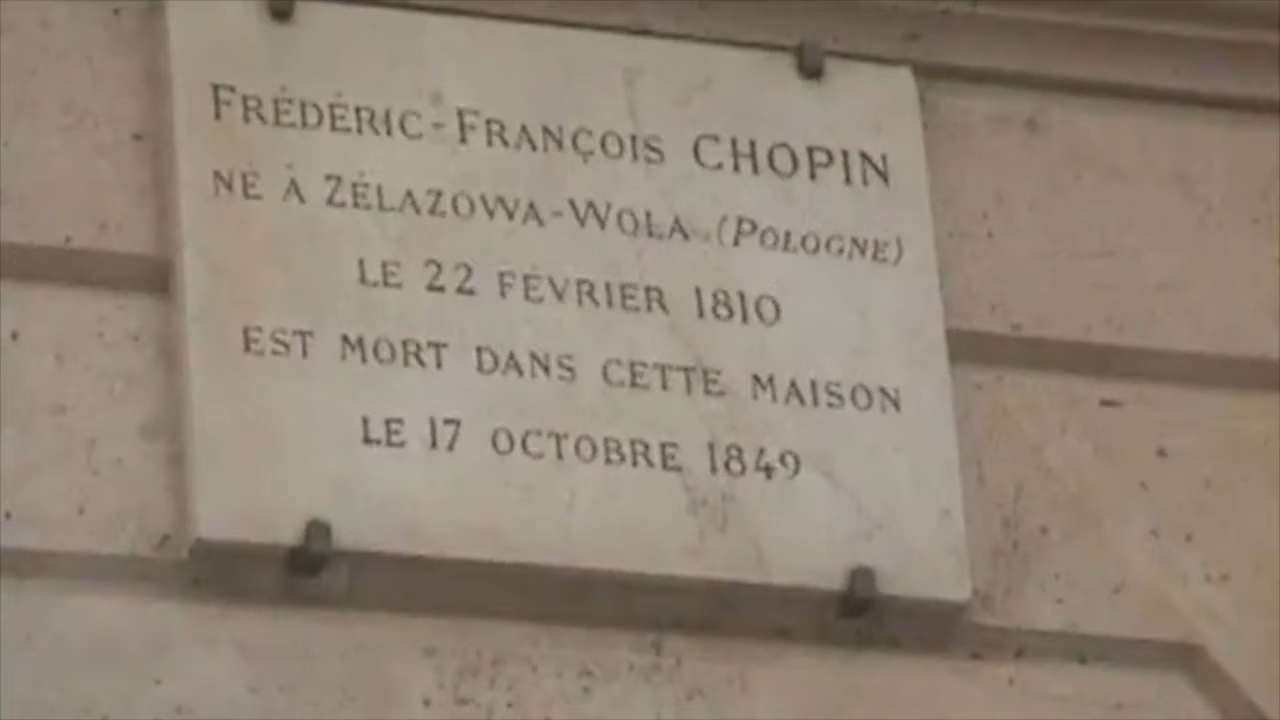 FRÉDÉRIC-FRANÇOIS CHOPIN
NÉ À ZÉLAZOWA-WOLA (POLOGNE)
LE 22 FÉVRIER 1810
EST MORT DANS CETTE MAISON
LE 17 OCTOBRE 1849